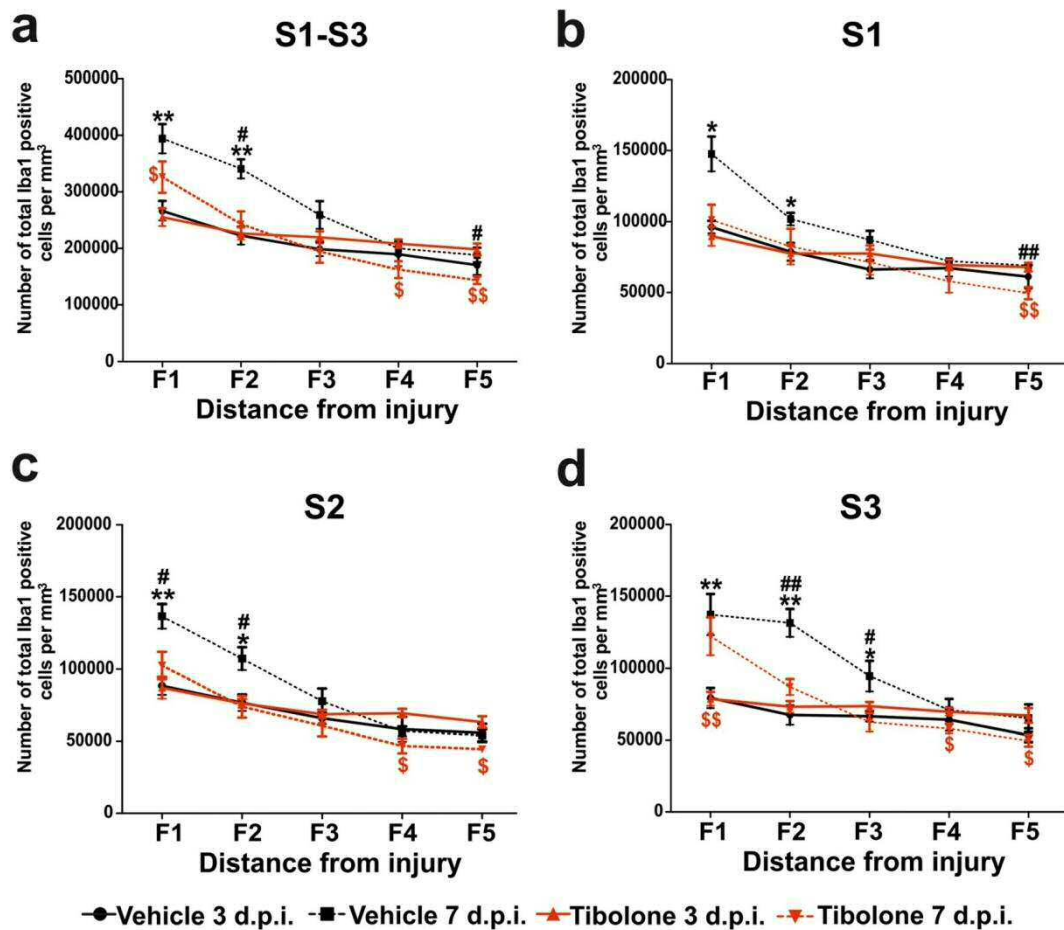 a
S1-S3
Number of total Iba1 positive
cells per mm³
500000
400000
300000
200000
100000
0
**
#
**
#
$
$
$$
F1 F2 F3 F4 F5
Distance from injury
b
S1
Number of total Iba1 positive
cells per mm³
200000
150000
100000
50000
0
*
*
##
$$
F1 F2 F3 F4 F5
Distance from injury
c
S2
Number of total Iba1 positive
cells per mm³
200000
150000
100000
50000
0
#
**
#
*
$
$
F1 F2 F3 F4 F5
Distance from injury
d
S3
Number of total Iba1 positive
cells per mm³
200000
150000
100000
50000
0
**
##
**
#
*
$$
$
$
F1 F2 F3 F4 F5
Distance from injury
Vehicle 3 d.p.i. Vehicle 7 d.p.i. Tibolone 3 d.p.i. Tibolone 7 d.p.i.